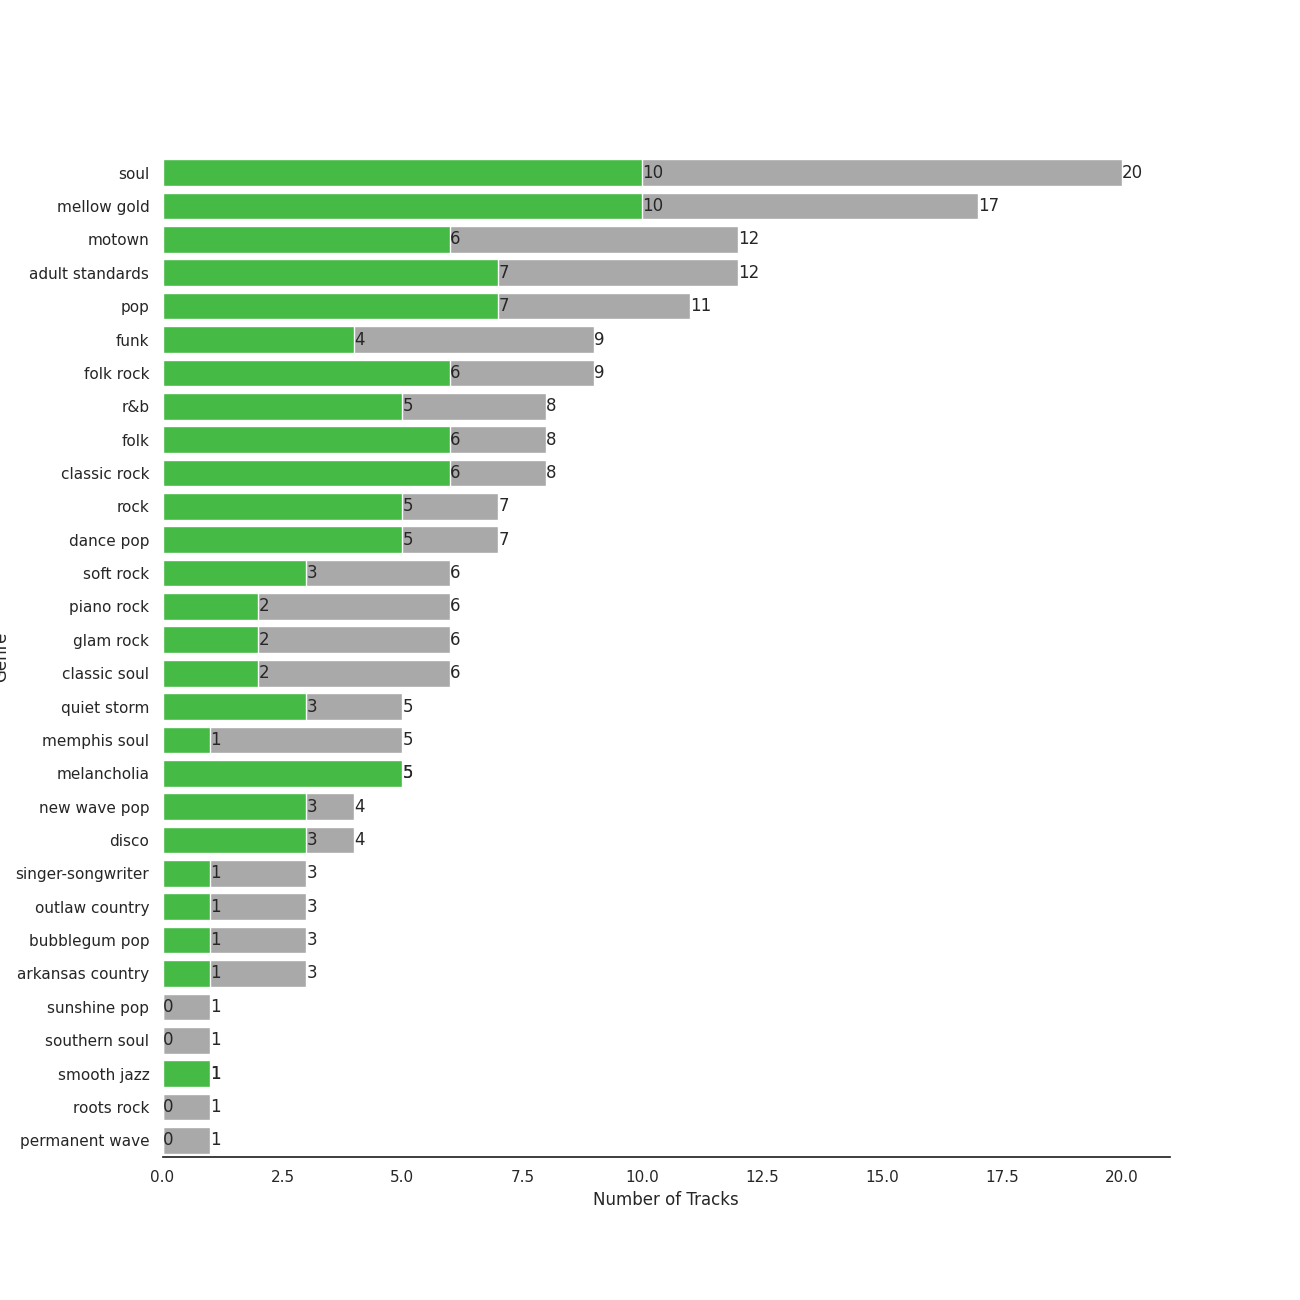 soul 10 20
mellow gold 10 17
motown 6 12
adult standards 7 12
pop 7 11
funk 4 9
folk rock 6 9
r&b 5 8
folk 6 8
classic rock 6 8
rock 5 7
dance pop 5 7
soft rock 3 6
piano rock 2 6
glam rock 2 6
classic soul 2 6
quiet storm 3 5
memphis soul 1 5
melancholia 5
new wave pop 3 4
disco 3 4
singer-songwriter 1 3
outlaw country 1 3
bubblegum pop 1 3
arkansas country 1 3
sunshine pop 0 1
southern soul 0 1
smooth jazz 1
roots rock 0 1
permanent wave 0 1
0.0 2.5 5.0 7.5 10.0 12.5 15.0 17.5 20.0
Number of Tracks
Genre